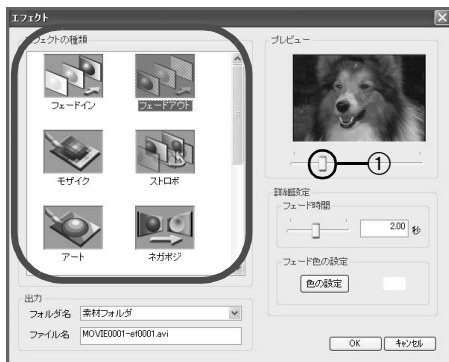 エフェクト
エフェクトの種類
フェードイン
フェードアウト
モザイク
ストロボ
アート
ネガポジ
出力
フォルダ名 素材フォルダ
ファイル名 MOVIE0001-ef0001.avi
プレビュー
①
詳細設定
フェード時間
2.00 秒
フェード色の設定
色の設定
OK キャンセル